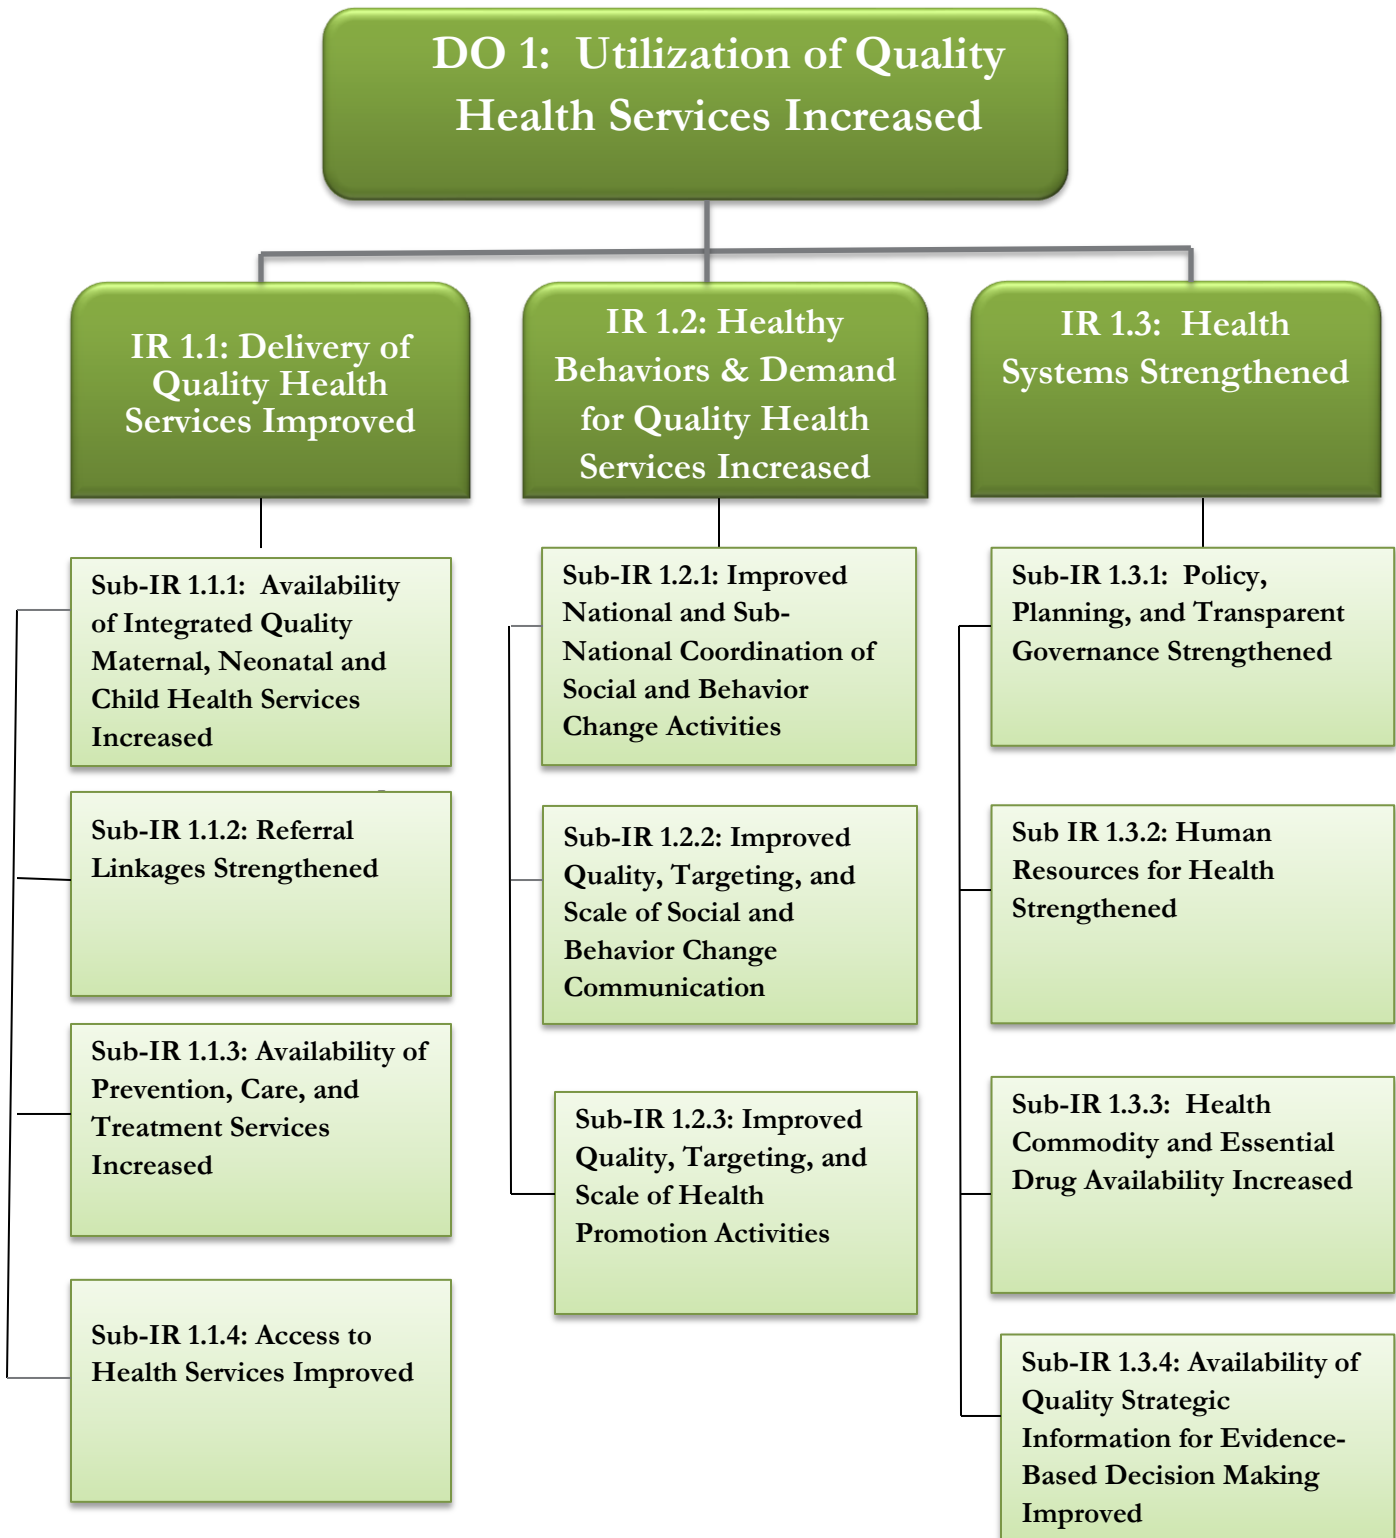 DO 1: Utilization of Quality
Health Services Increased
IR 1.1: Delivery of
Quality Health
Services Improved
IR 1.2: Healthy
Behaviors & Demand
for Quality Health
Services Increased
IR 1.3: Health
Systems Strengthened
Sub-IR 1.1.1: Availability
of Integrated Quality
Maternal, Neonatal and
Child Health Services
Increased
Sub-IR 1.1.2: Referral
Linkages Strengthened
Sub-IR 1.1.3: Availability of
Prevention, Care, and
Treatment Services
Increased
Sub-IR 1.1.4: Access to
Health Services Improved
Sub-IR 1.2.1: Improved
National and Sub-
National Coordination of
Social and Behavior
Change Activities
Sub-IR 1.2.2: Improved
Quality, Targeting, and
Scale of Social and
Behavior Change
Communication
Sub-IR 1.2.3: Improved
Quality, Targeting, and
Scale of Health
Promotion Activities
Sub-IR 1.3.1: Policy,
Planning, and Transparent
Governance Strengthened
Sub IR 1.3.2: Human
Resources for Health
Strengthened
Sub-IR 1.3.3: Health
Commodity and Essential
Drug Availability Increased
Sub-IR 1.3.4: Availability of
Quality Strategic
Information for Evidence-
Based Decision Making
Improved